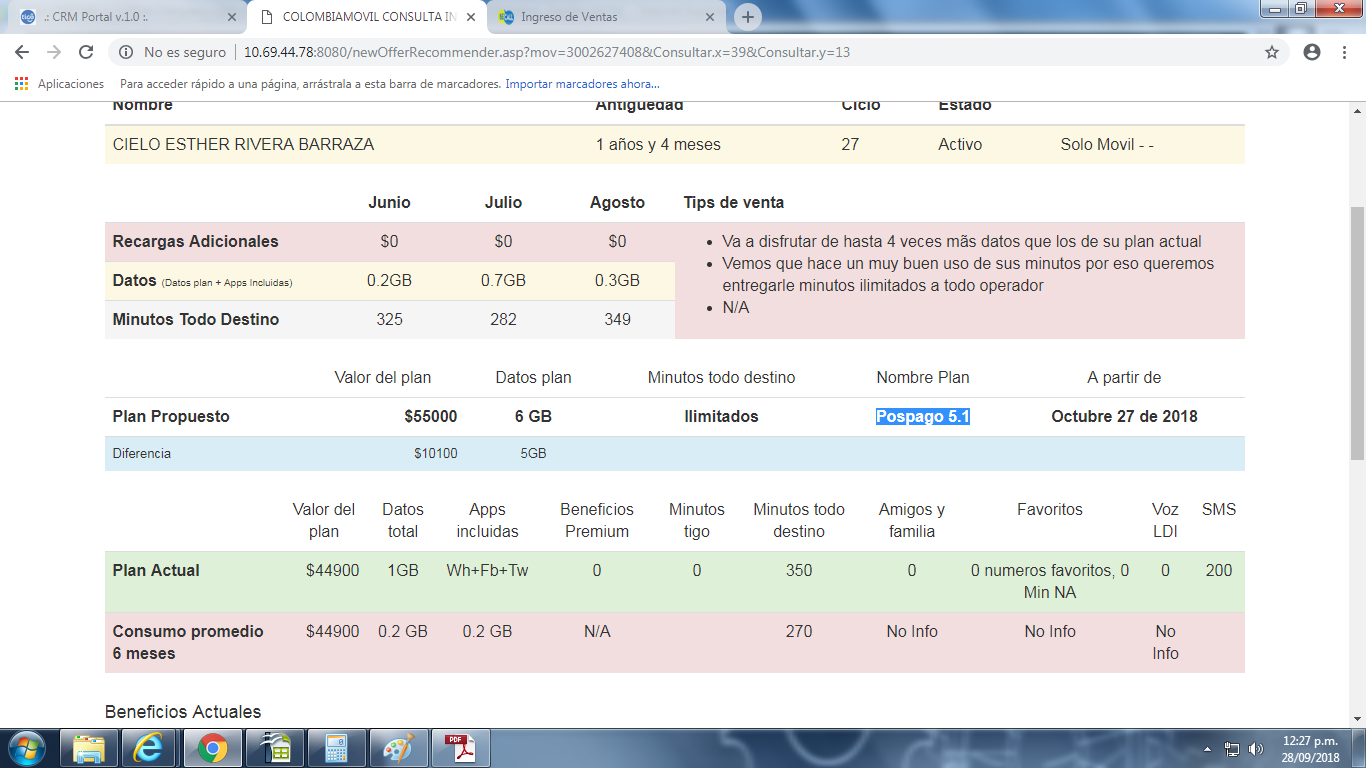 .: CRM Portal v.1.0 :.
COLOMBIAMOVIL CONSULTA IN
Ingreso de Ventas
No es seguro
10.69.44.78:8080/newOfferRecommender.asp?mov=3002627408&Consultar.x=39&Consultar.y=13
Aplicaciones
Para acceder rápido a una página, arrástrala a esta barra de marcadores. Importar marcadores ahora...
Nombre Antiguedad Ciclo Estado
CIELO ESTHER RIVERA BARRAZA 1 años y 4 meses 27 Activo Solo Movil - -
Junio Julio Agosto Tips de venta
Recargas Adicionales $0 $0 $0
Datos (Datos plan + Apps Incluidas) 0.2GB 0.7GB 0.3GB
Minutos Todo Destino 325 282 349
• Va a disfrutar de hasta 4 veces mãs datos que los de su plan actual
• Vemos que hace un muy buen uso de sus minutos por eso queremos
entregarle minutos ilimitados a todo operador
• N/A
Valor del plan Datos plan Minutos todo destino Nombre Plan A partir de
Plan Propuesto $55000 6 GB Ilimitados Pospago 5.1 Octubre 27 de 2018
Diferencia $10100 5GB
Valor del Datos Apps Beneficios Minutos Minutos todo Amigos y Favoritos Voz SMS
plan total incluidas Premium tigo destino familia LDI
Plan Actual $44900 1GB Wh+Fb+Tw 0 0 350 0 0 numeros favoritos, 0 0 200
Min NA
Consumo promedio $44900 0.2 GB 0.2 GB N/A 270 No Info No Info No
6 meses Info
Beneficios Actuales
12:27 p.m.
28/09/2018